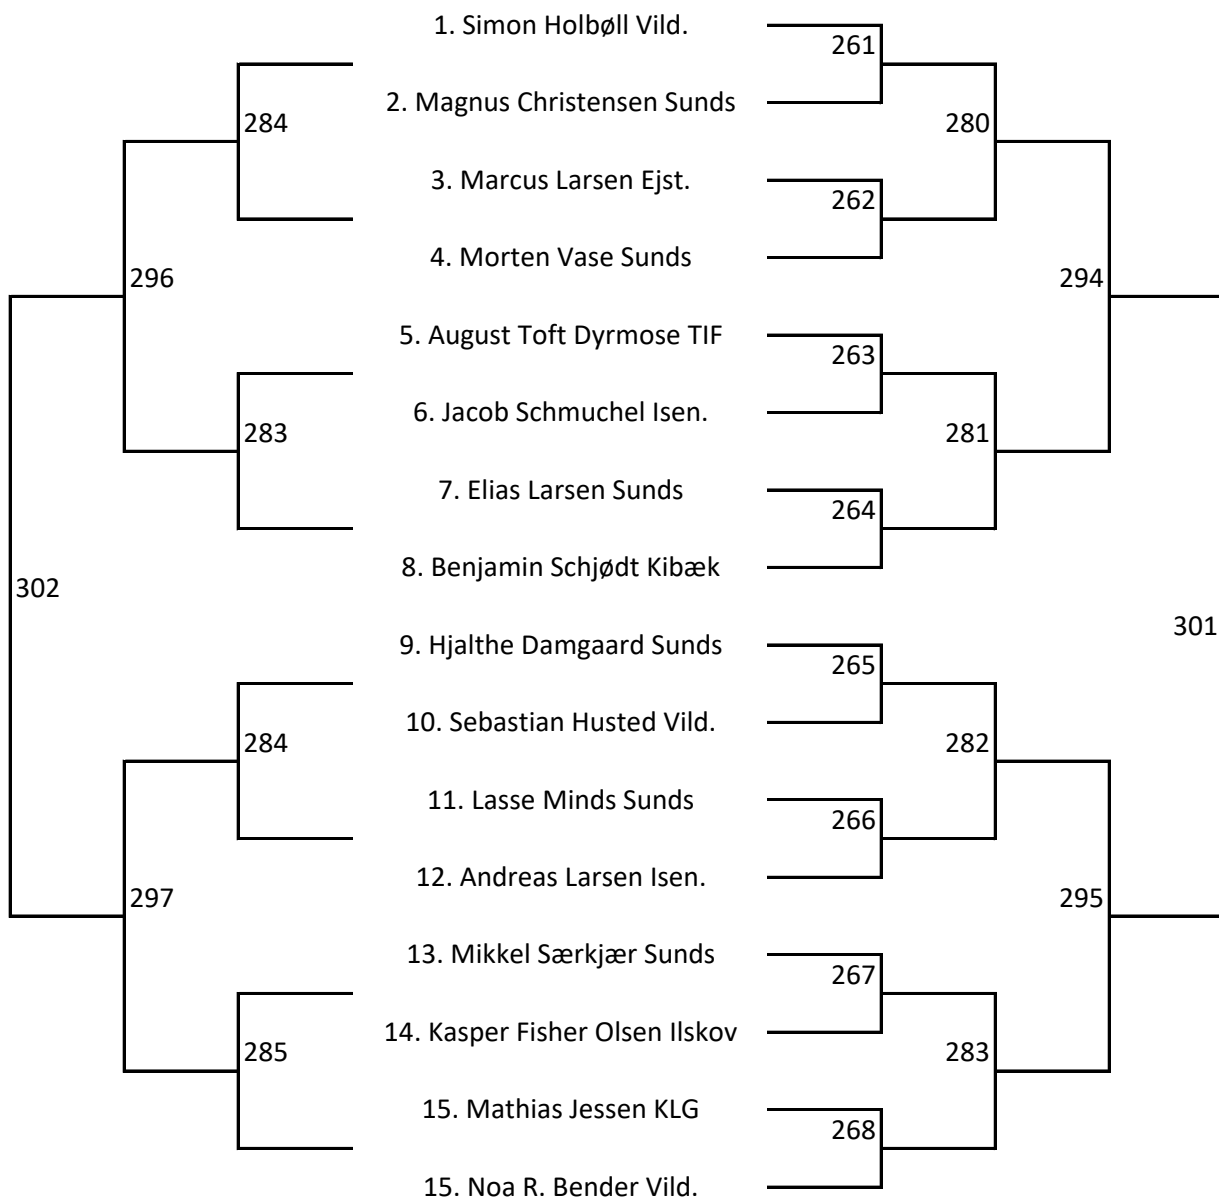 1. Simon Holbøll Vild.
261
2. Magnus Christensen Sunds
284
280
3. Marcus Larsen Ejst.
262
4. Morten Vase Sunds
296
294
5. August Toft Dyrmose TIF
263
6. Jacob Schmuchel Isen.
283
281
7. Elias Larsen Sunds
264
8. Benjamin Schjødt Kibæk
302
301
9. Hjalthe Damgaard Sunds
265
10. Sebastian Husted Vild.
284
282
11. Lasse Minds Sunds
266
12. Andreas Larsen Isen.
297
295
13. Mikkel Særkjær Sunds
267
14. Kasper Fisher Olsen Ilskov
285
283
15. Mathias Jessen KLG
268
15. Noa R. Bender Vild.